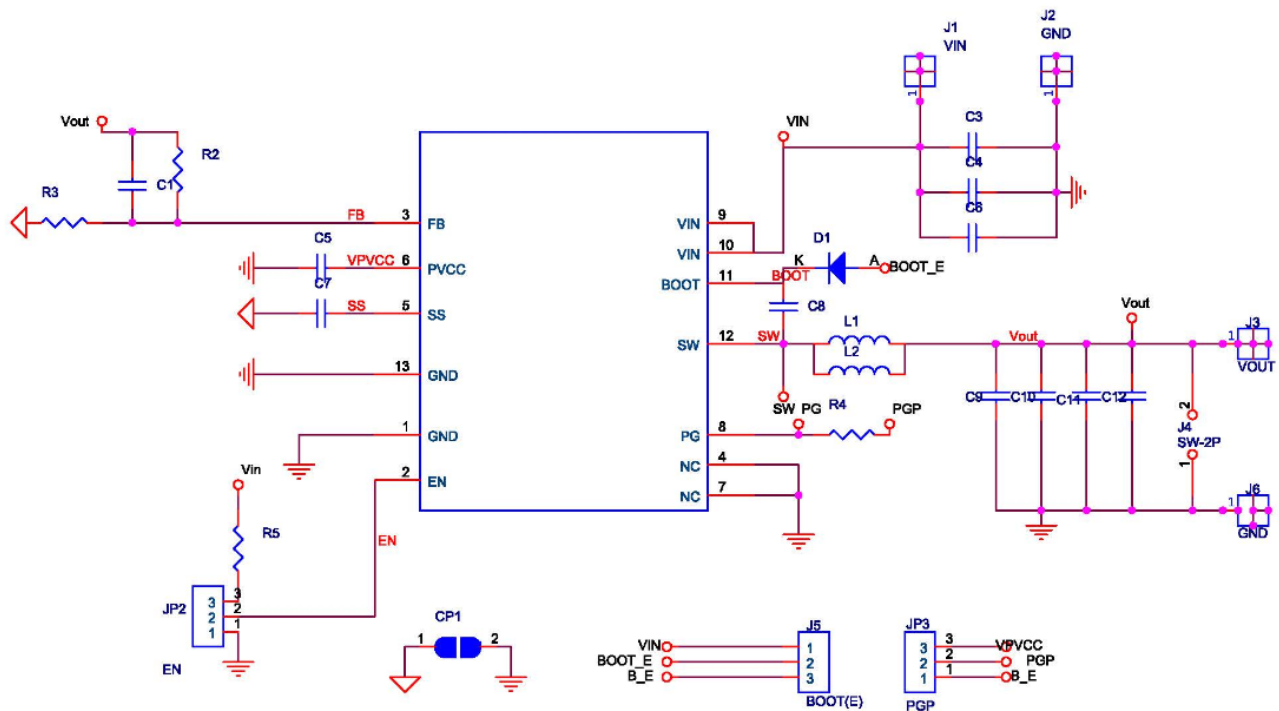 J1
VIN
J2
GND
1
1
C3
C4
C6
VIN
Vout
R2
C1
R3
FB
3
FB
C5
VPVCC
6
PVCC
C7
SS
5
SS
13
GND
1
GND
2
EN
VIN
9
VIN
10
BOOT
11
BOOT
K
D1
A
BOOT_E
C8
SW
12
SW
L1
L2
SW
Vout
Vout
J3
1
VOUT
C9
C10
C11
C12
2
J4
SW-2P
1
PG
8
PG
R4
PGP
NC
4
NC
7
J6
1
GND
Vin
R5
EN
JP2
3
2
1
3
2
1
EN
CP1
1
2
J5
VIN
1
BOOT_E
2
B_E
3
BOOT(E)
JP3
3
3
VPVCC
2
2
PGP
1
1
B_E
PGP